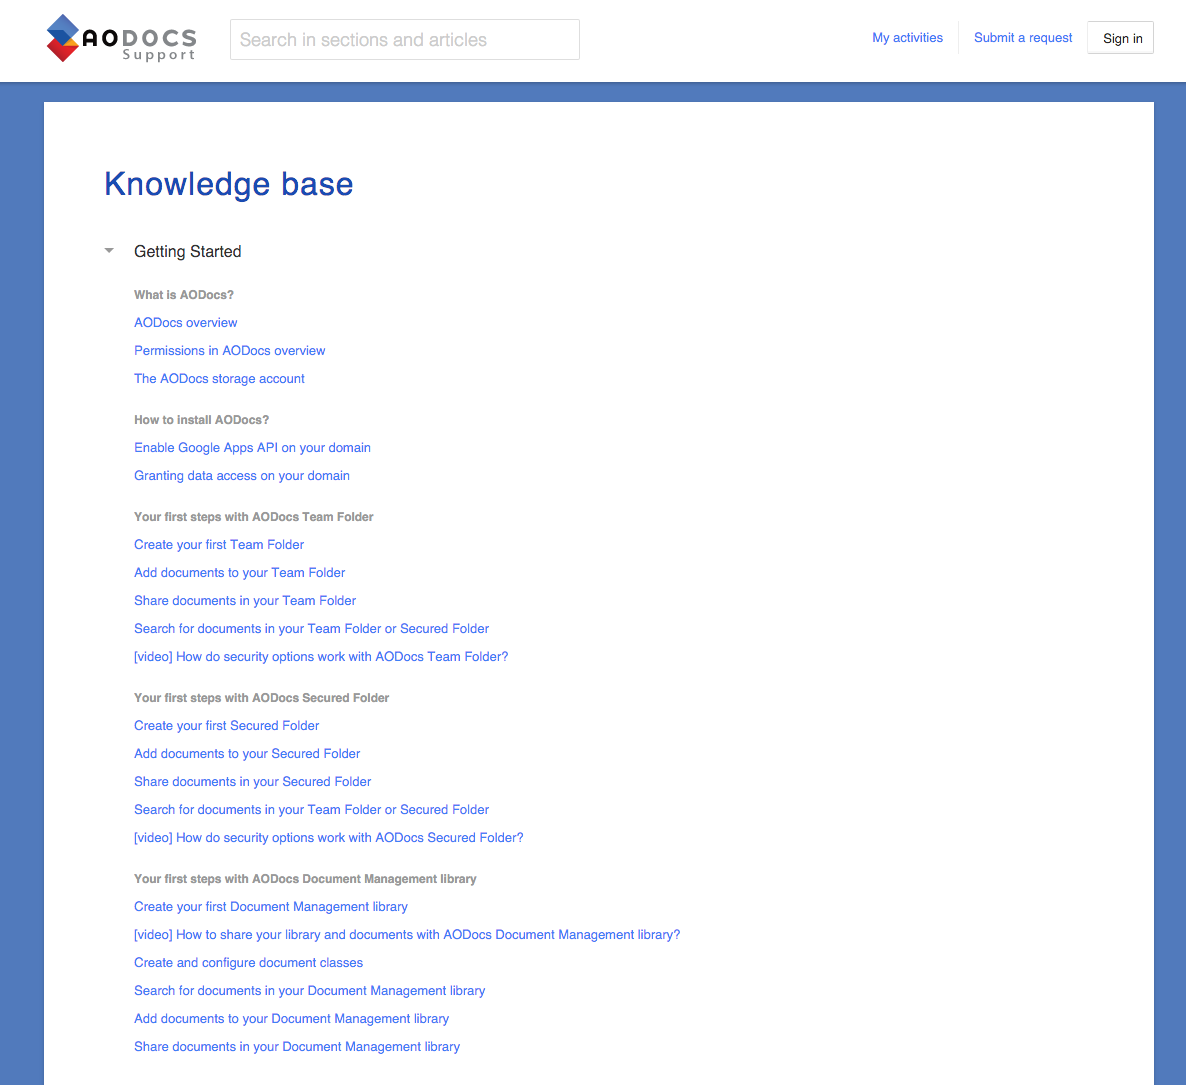 AODOCS
Support
Search in sections and articles
My activities
Submit a request
Sign in
Knowledge base
Getting Started
What is AODocs?
AODocs overview
Permissions in AODocs overview
The AODocs storage account
How to install AODocs?
Enable Google Apps API on your domain
Granting data access on your domain
Your first steps with AODocs Team Folder
Create your first Team Folder
Add documents to your Team Folder
Share documents in your Team Folder
Search for documents in your Team Folder or Secured Folder
[video] How do security options work with AODocs Team Folder?
Your first steps with AODocs Secured Folder
Create your first Secured Folder
Add documents to your Secured Folder
Share documents in your Secured Folder
Search for documents in your Team Folder or Secured Folder
[video] How do security options work with AODocs Secured Folder?
Your first steps with AODocs Document Management library
Create your first Document Management library
[video] How to share your library and documents with AODocs Document Management library?
Create and configure document classes
Search for documents in your Document Management library
Add documents to your Document Management library
Share documents in your Document Management library